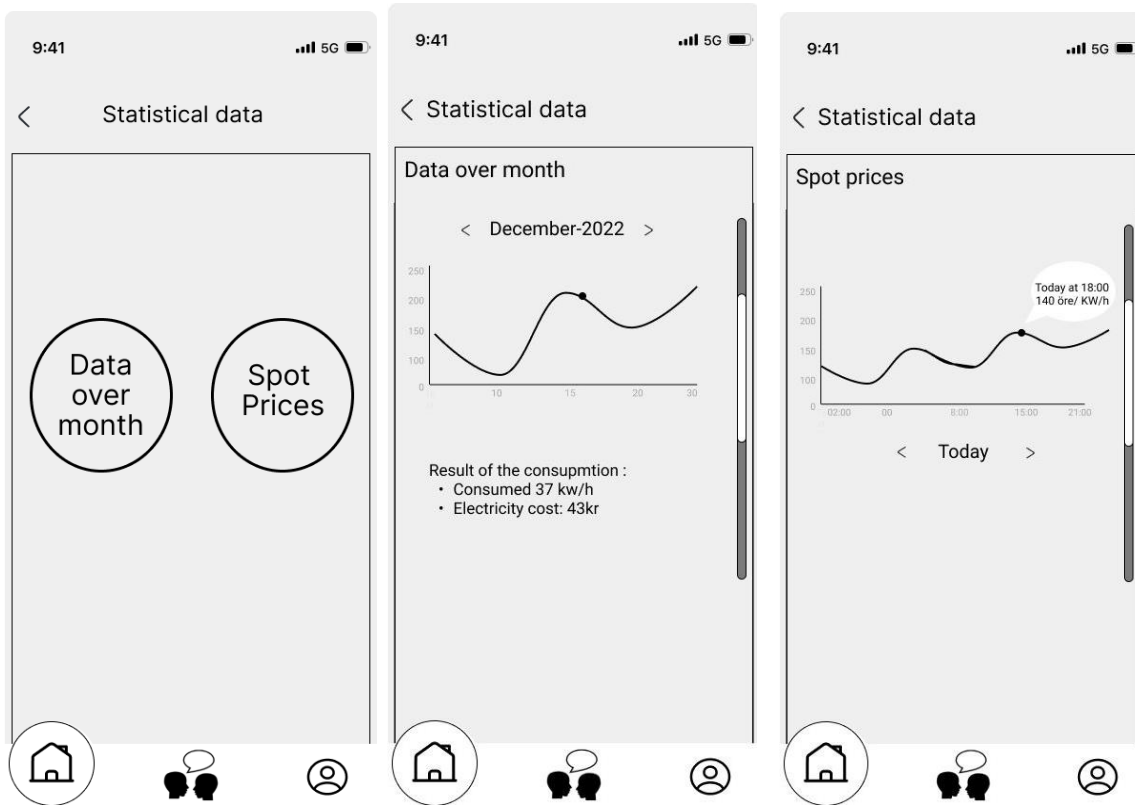 9:41
5G
Statistical data
Data
over
month
Spot
Prices
9:41
5G
Statistical data
Data over month
< December-2022 >
250
200
150
100
0
10 15 20 30
Result of the consupmtion :
• Consumed 37 kw/h
• Electricity cost: 43kr
9:41
5G
Statistical data
Spot prices
Today at 18:00
140 öre/ KW/h
250
200
150
100
0
02:00 00 8:00 15:00 21:00
< Today >